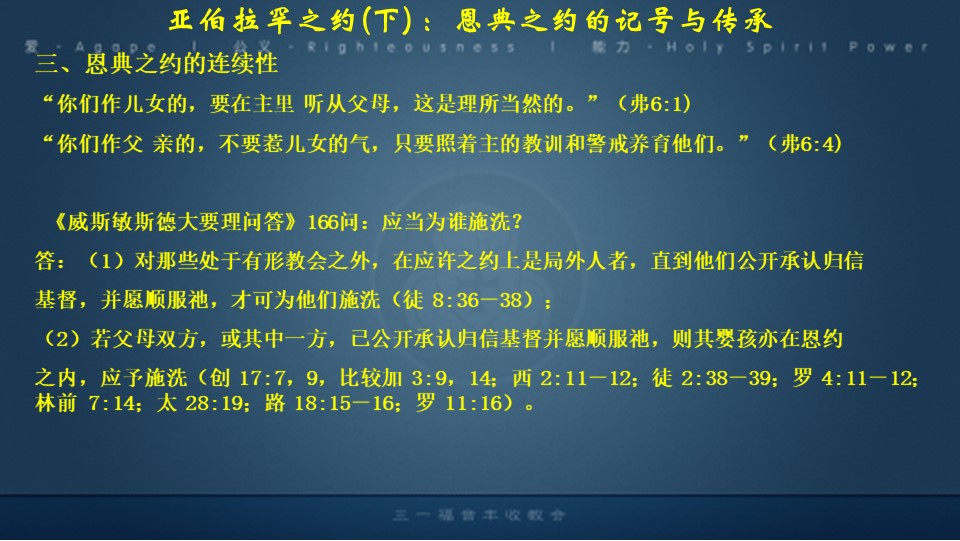 亚伯拉罕之约(下)：恩典之约的记号与传承
爱·Agape | 公义·Righteousness | 能力·Holy Spirit Power
三、恩典之约的连续性
“你们作儿女的，要在主里 听从父母，这是理所当然的。”（弗6:1)
“你们作父 亲的，不要惹儿女的气，只要照着主的教训和警戒养育他们。”（弗6:4)
《威斯敏斯德大要理问答》166问：应当为谁施洗？
答：（1）对那些处于有形教会之外，在应许之约上是局外人者，直到他们公开承认归信
基督，并愿顺服祂，才可为他们施洗（徒 8:36－38）；
（2）若父母双方，或其中一方，已公开承认归信基督并愿顺服祂，则其婴孩亦在恩约
之内，应予施洗（创 17:7，9，比较加 3:9，14；西 2:11－12；徒 2:38－39；罗 4:11－12；
林前 7:14；太 28:19；路 18:15－16；罗 11:16）。
三一福音丰收教会